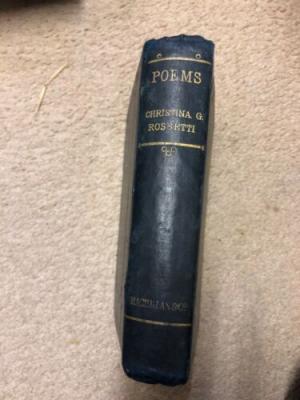 POEMS
CHRISTINA G.
ROSSETTI
MACMILLAN & CO.